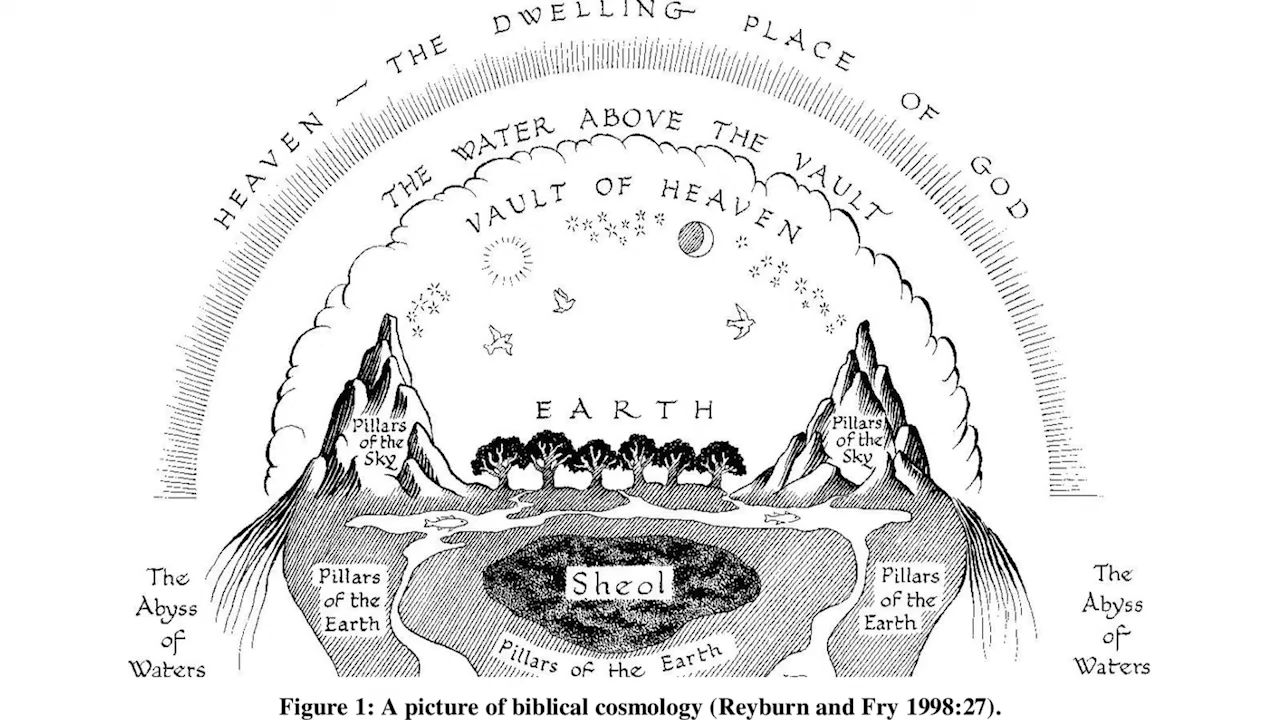 HEAVEN — THE DWELLING PLACE OF GOD
THE WATER ABOVE THE VAULT
VAULT OF HEAVEN
EARTH
Pillars
of the
Sky
Pillars
of the
Sky
The
Abyss
of
Waters
Pillars
of the
Earth
Sheol
Pillars of the Earth
Pillars
of the
Earth
The
Abyss
of
Waters
Figure 1: A picture of biblical cosmology (Reyburn and Fry 1998:27).